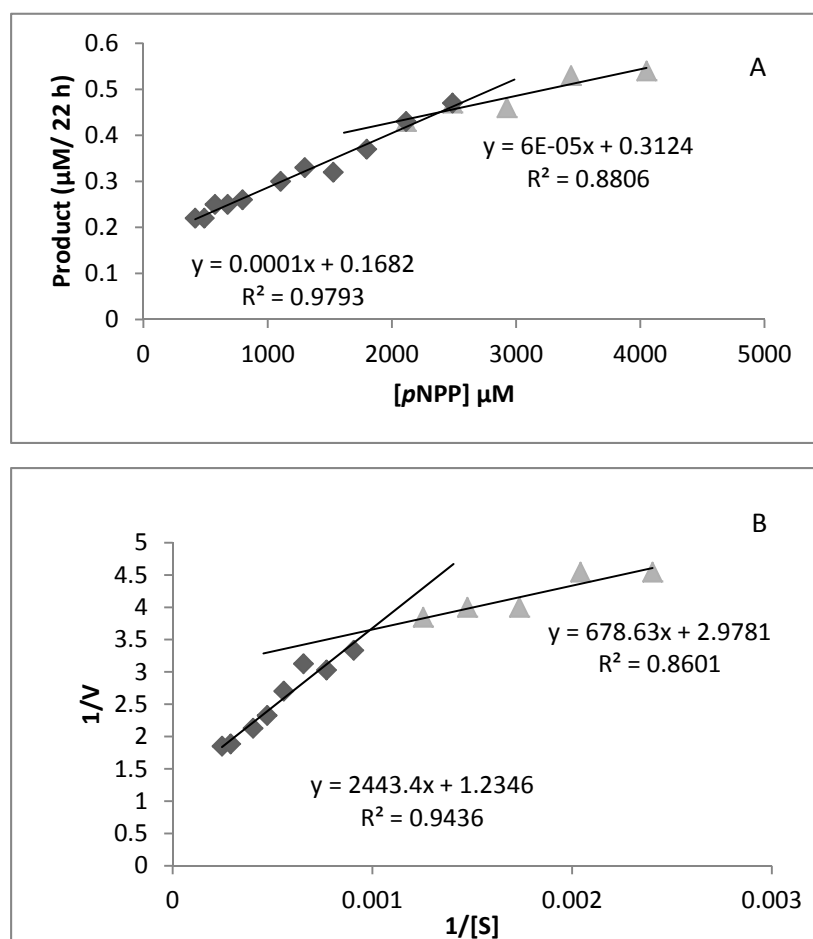 A
Product (µM/ 22 h)
0.6
0.5
0.4
0.3
0.2
0.1
0
y = 6E-05x + 0.3124
R² = 0.8806
y = 0.0001x + 0.1682
R² = 0.9793
0 1000 2000 3000 4000 5000
[pNPP] µM
B
1/V
5
4.5
4
3.5
3
2.5
2
1.5
1
0.5
0
y = 678.63x + 2.9781
R² = 0.8601
y = 2443.4x + 1.2346
R² = 0.9436
0 0.001 0.002 0.003
1/[S]